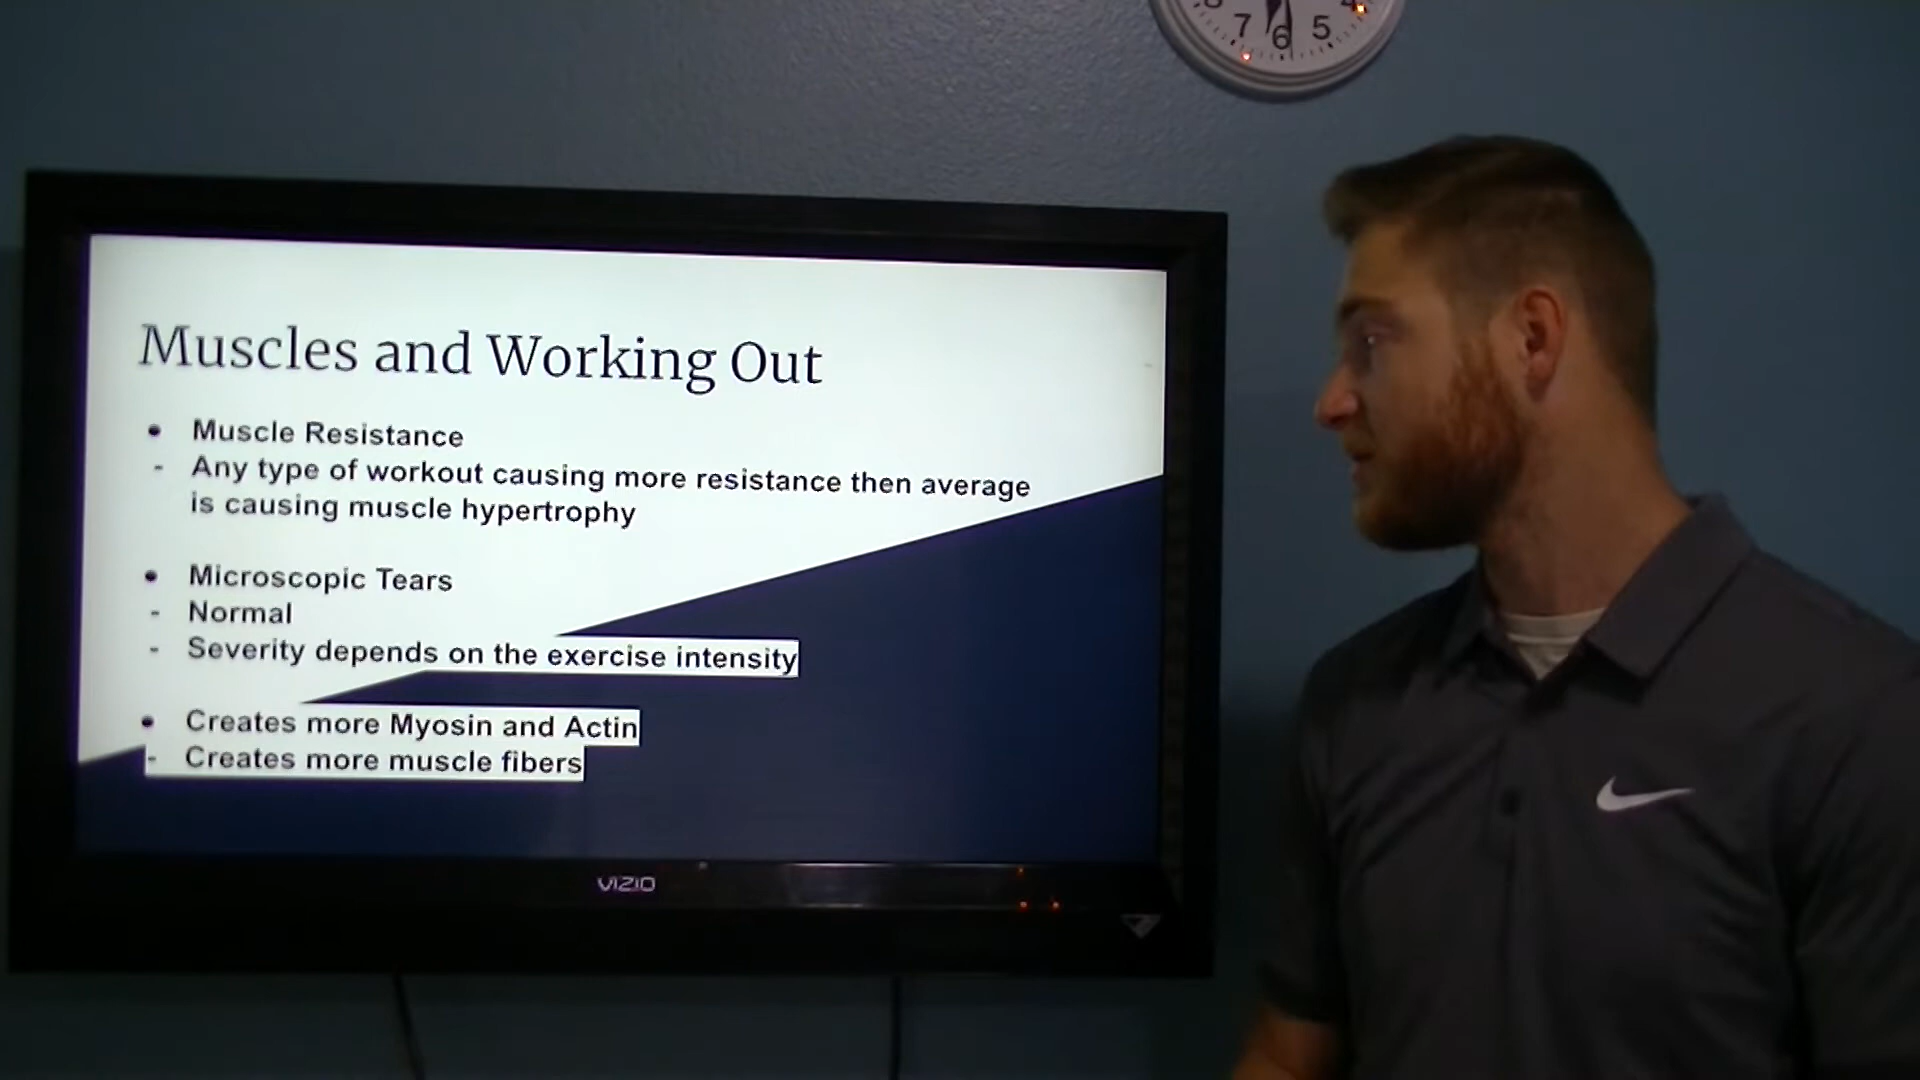 7 6 5
Muscles and Working Out
• Muscle Resistance
- Any type of workout causing more resistance then average
is causing muscle hypertrophy
• Microscopic Tears
- Normal
- Severity depends on the exercise intensity
• Creates more Myosin and Actin
- Creates more muscle fibers
VIZIO